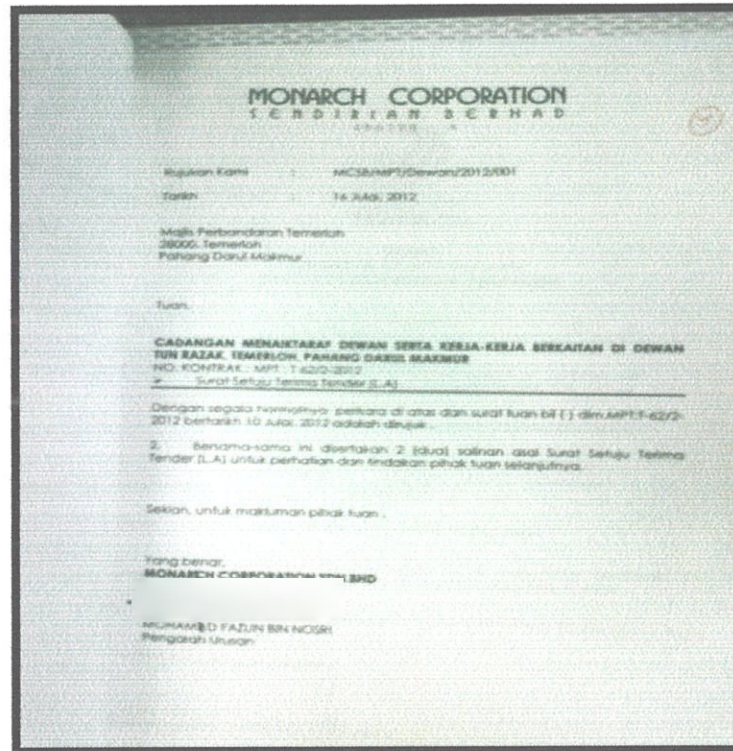 MONARCH CORPORATION
SENDIRIAN BERHAD
Rujukan Kami : MCSB/MPT/Dewan/2012/001
Tarikh : 16 Julai, 2012
Majlis Perbandaran Temerloh
28000, Temerloh
Pahang Darul Makmur
Tuan,
CADANGAN MENAIKTARAF DEWAN SERTA KERJA-KERJA BERKAITAN DI DEWAN
TUN RAZAK, TEMERLOH, PAHANG DARUL MAKMUR
NO. KONTRAK : MPT : T-62/2-2012
Surat Setuju Terima Tender (L.A)
Dengan segala hormatnya perkara di atas dan surat tuan bil ( ) dlm.MPT:T-62/2-
2012 bertarikh 10 Julai, 2012 adalah dirujuk.
2. Bersama-sama ini disertakan 2 (dua) salinan asal Surat Setuju Terima
Tender (L.A) untuk perhatian dan tindakan pihak tuan selanjutnya.
Sekian, untuk makluman pihak tuan .
Yang benar,
MONARCH CORPORATION SDN. BHD
BIN NOSRI
Pengarah Urusan